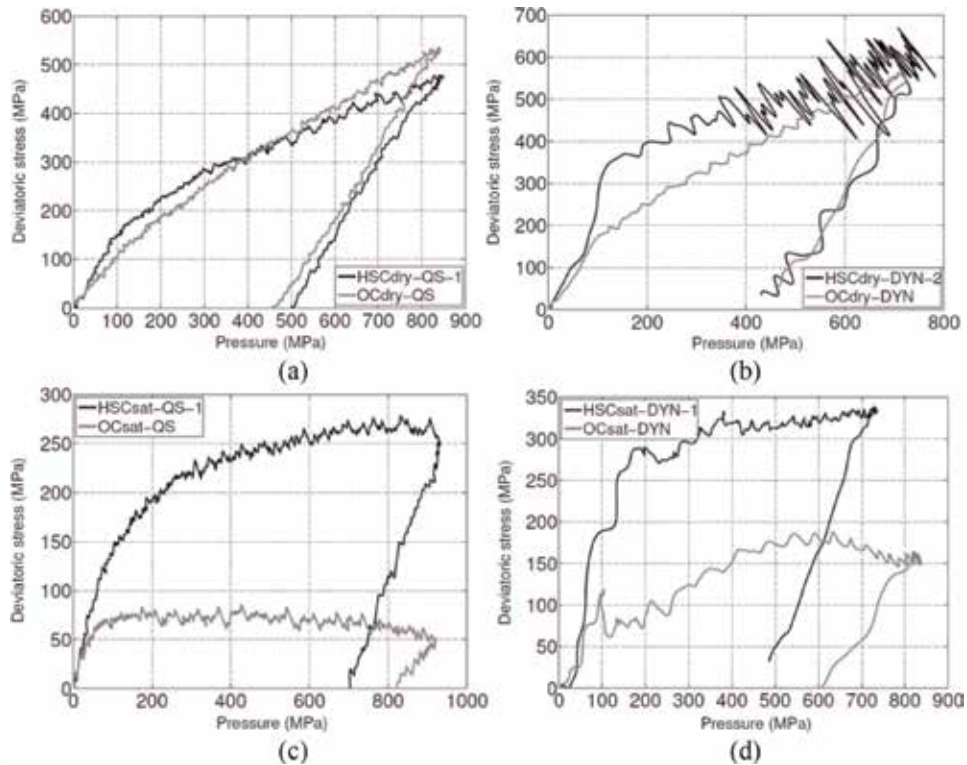 600
500
400
300
200
100
0
0 100 200 300 400 500 600 700 800 900
Deviatoric stress (MPa)
Pressure (MPa)
HSCdry-QS-1
OCdry-QS
(a)
700
600
500
400
300
200
100
0
0 200 400 600 800
Deviatoric stress (MPa)
Pressure (MPa)
HSCdry-DYN-2
OCdry-DYN
(b)
300
250
200
150
100
50
0
0 200 400 600 800 1000
Deviatoric stress (MPa)
Pressure (MPa)
HSCsat-QS-1
OCsat-QS
(c)
350
300
250
200
150
100
50
0
0 100 200 300 400 500 600 700 800 900
Deviatoric stress (MPa)
Pressure (MPa)
HSCsat-DYN-1
OCsat-DYN
(d)